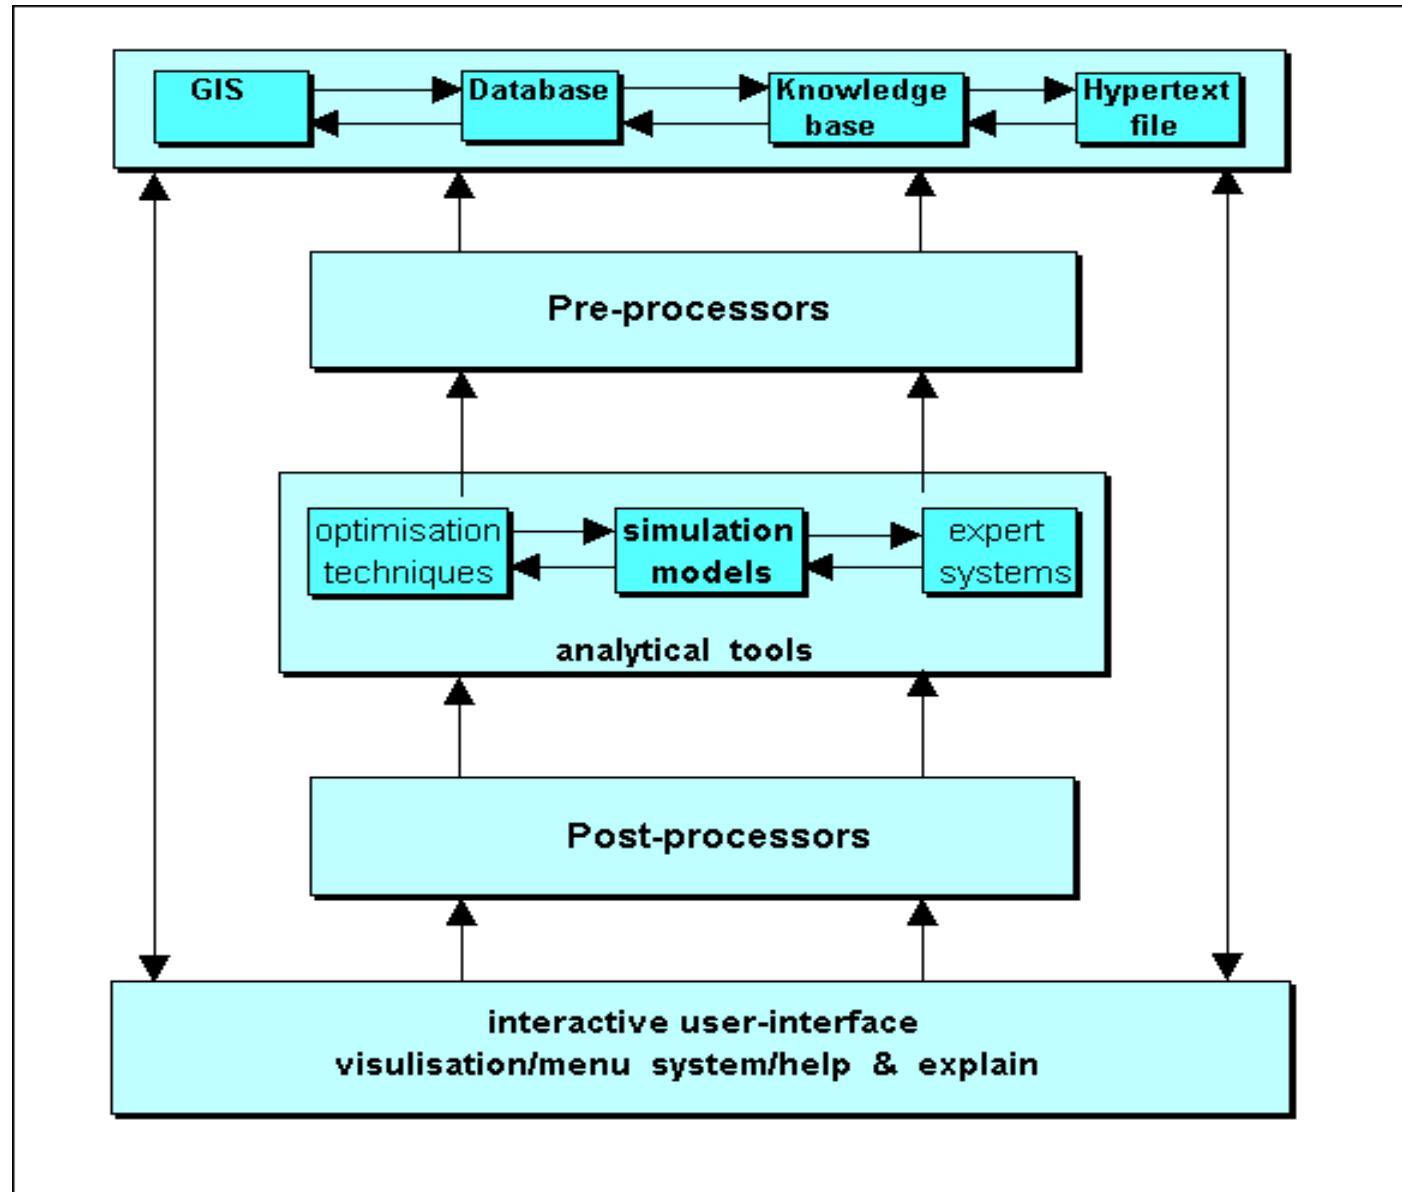 GIS
Database
Knowledge
base
Hypertext
file
Pre-processors
optimisation
techniques
simulation
models
expert
systems
analytical tools
Post-processors
interactive user-interface
visulisation/menu system/help & explain